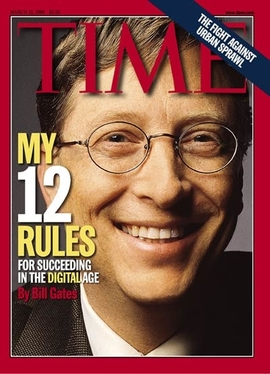 THE FIGHT AGAINST
URBAN SPRAWL
TIME
MY
12
RULES
FOR SUCCEEDING
IN THE DIGITAL AGE
By Bill Gates